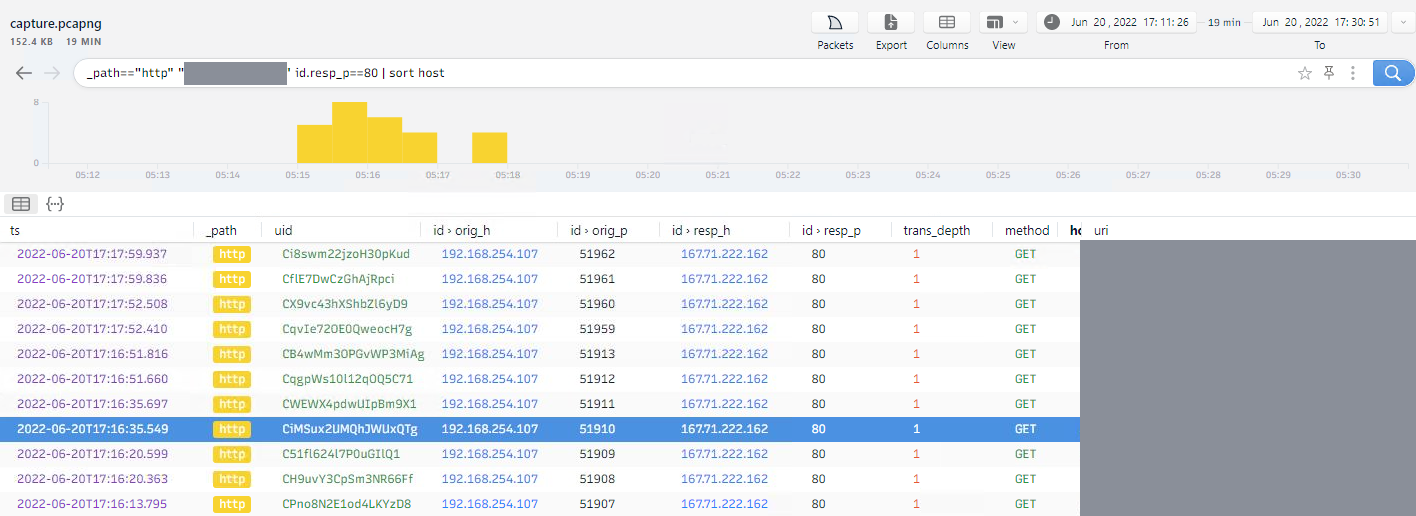 capture.pcapng
152.4 KB 19 MIN
Packets Export Columns View
Jun 20, 2022 17:11:26 19 min Jun 20, 2022 17:30:51
From To
_path=="http" " " id.resp_p==80 | sort host
8
0
05:12 05:13 05:14 05:15 05:16 05:17 05:18 05:19 05:20 05:21 05:22 05:23 05:24 05:25 05:26 05:27 05:28 05:29 05:30
ts _path uid id › orig_h id › orig_p id › resp_h id › resp_p trans_depth method uri
2022-06-20T17:17:59.937 http Ci8swm22jzoH30pKud 192.168.254.107 51962 167.71.222.162 80 1 GET
2022-06-20T17:17:59.836 http CflE7DwCzGhAjRpci 192.168.254.107 51961 167.71.222.162 80 1 GET
2022-06-20T17:17:52.508 http CX9vc43hXShbZl6yD9 192.168.254.107 51960 167.71.222.162 80 1 GET
2022-06-20T17:17:52.410 http CqvIe72OE0QweocH7g 192.168.254.107 51959 167.71.222.162 80 1 GET
2022-06-20T17:16:51.816 http CB4wMm3OPGvWP3MiAg 192.168.254.107 51913 167.71.222.162 80 1 GET
2022-06-20T17:16:51.660 http CqgpWs10l12qOQ5C71 192.168.254.107 51912 167.71.222.162 80 1 GET
2022-06-20T17:16:35.697 http CWEWX4pdwUIpBm9X1 192.168.254.107 51911 167.71.222.162 80 1 GET
2022-06-20T17:16:35.549 http CiMSux2UMQhJWUxQTg 192.168.254.107 51910 167.71.222.162 80 1 GET
2022-06-20T17:16:20.599 http C51fl624l7P0uGIlQ1 192.168.254.107 51909 167.71.222.162 80 1 GET
2022-06-20T17:16:20.363 http CH9uvY3CpSm3NR66Ff 192.168.254.107 51908 167.71.222.162 80 1 GET
2022-06-20T17:16:13.795 http CPno8N2E1od4LKYzD8 192.168.254.107 51907 167.71.222.162 80 1 GET